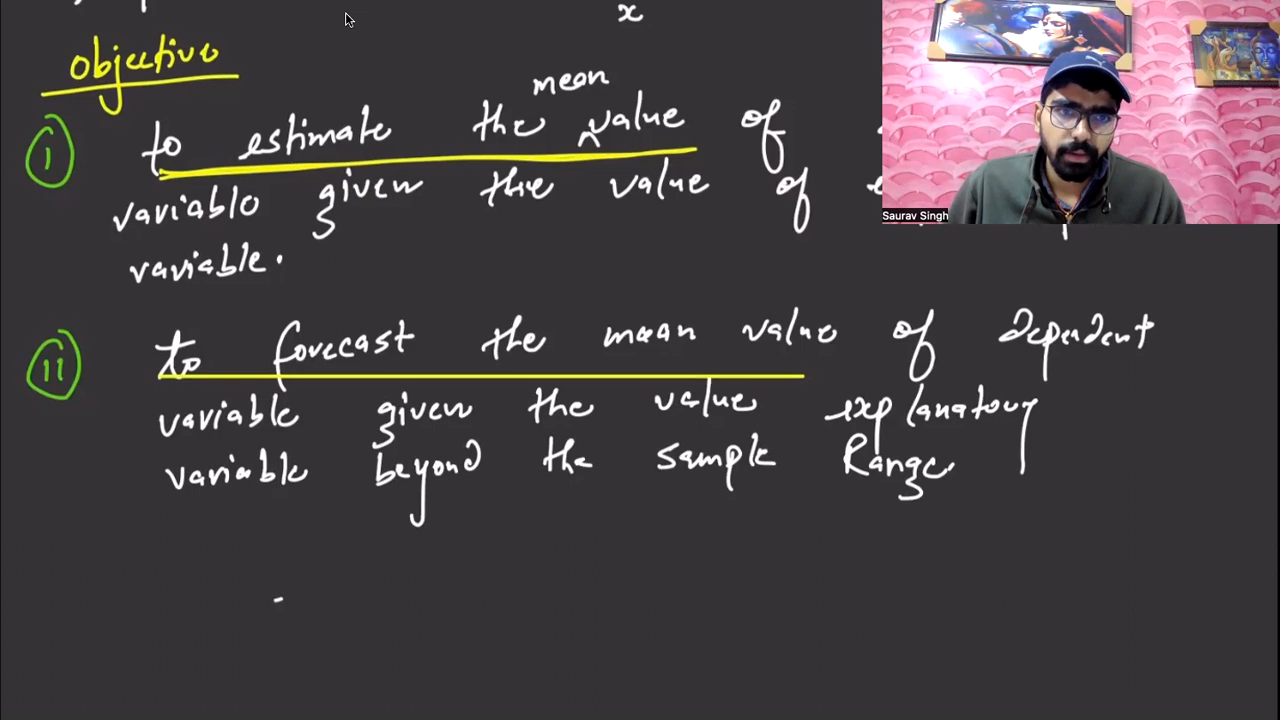 x
objective
mean
(i) to estimate the ^ value of
variable given the value of
variable.
(ii) to forecast the mean value of dependent
variable given the value explanatory
variable beyond the sample Range.
Saurav Singh